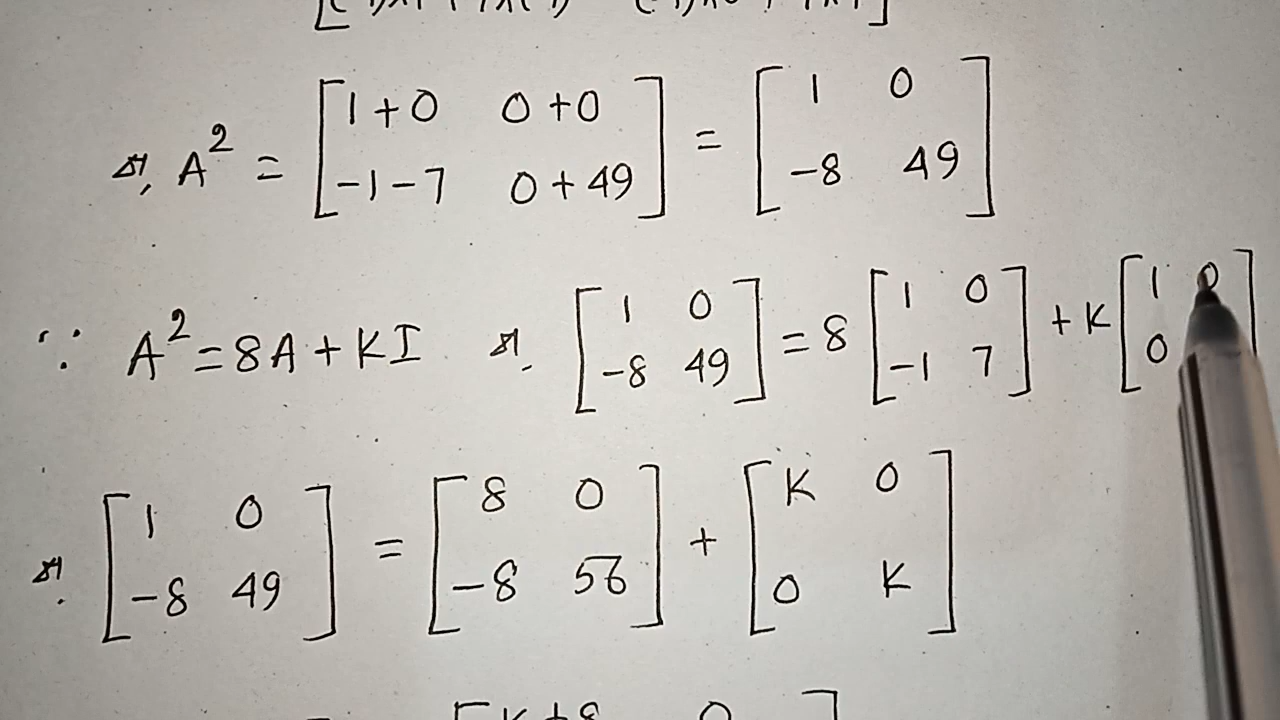 বা, A² = [1+0 0+0] = [1 0]
[-1-7 0+49] [-8 49]
∵ A² = 8A + KI বা, [1 0] = 8 [1 0] + K [1 0]
[-8 49] [-1 7] [0
বা, [1 0] = [8 0] + [K 0]
[-8 49] [-8 56] [0 K]
[K+8 0]